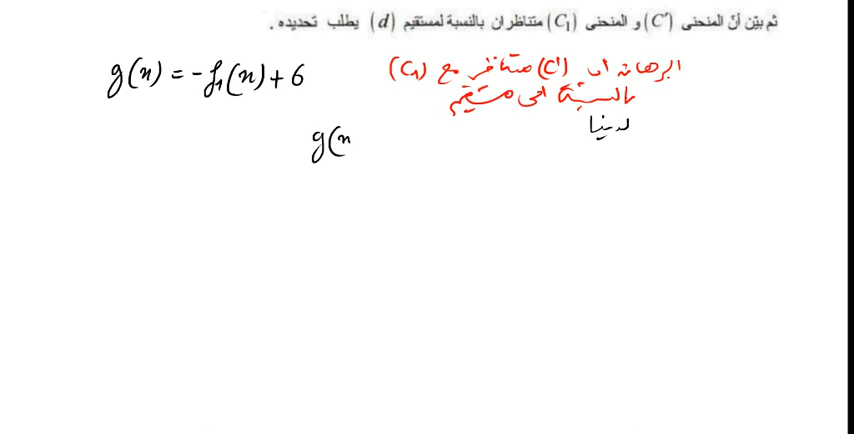 ثم بيّن أنّ المنحنى (C') و المنحنى (C₁) متناظران بالنسبة لمستقيم (d) يطلب تحديده .
g(x) = -f₁(x) + 6
البرهان ان (C') متناظر مع (C₁)
بالنسبة الى مستقيم
لدينا
g(x